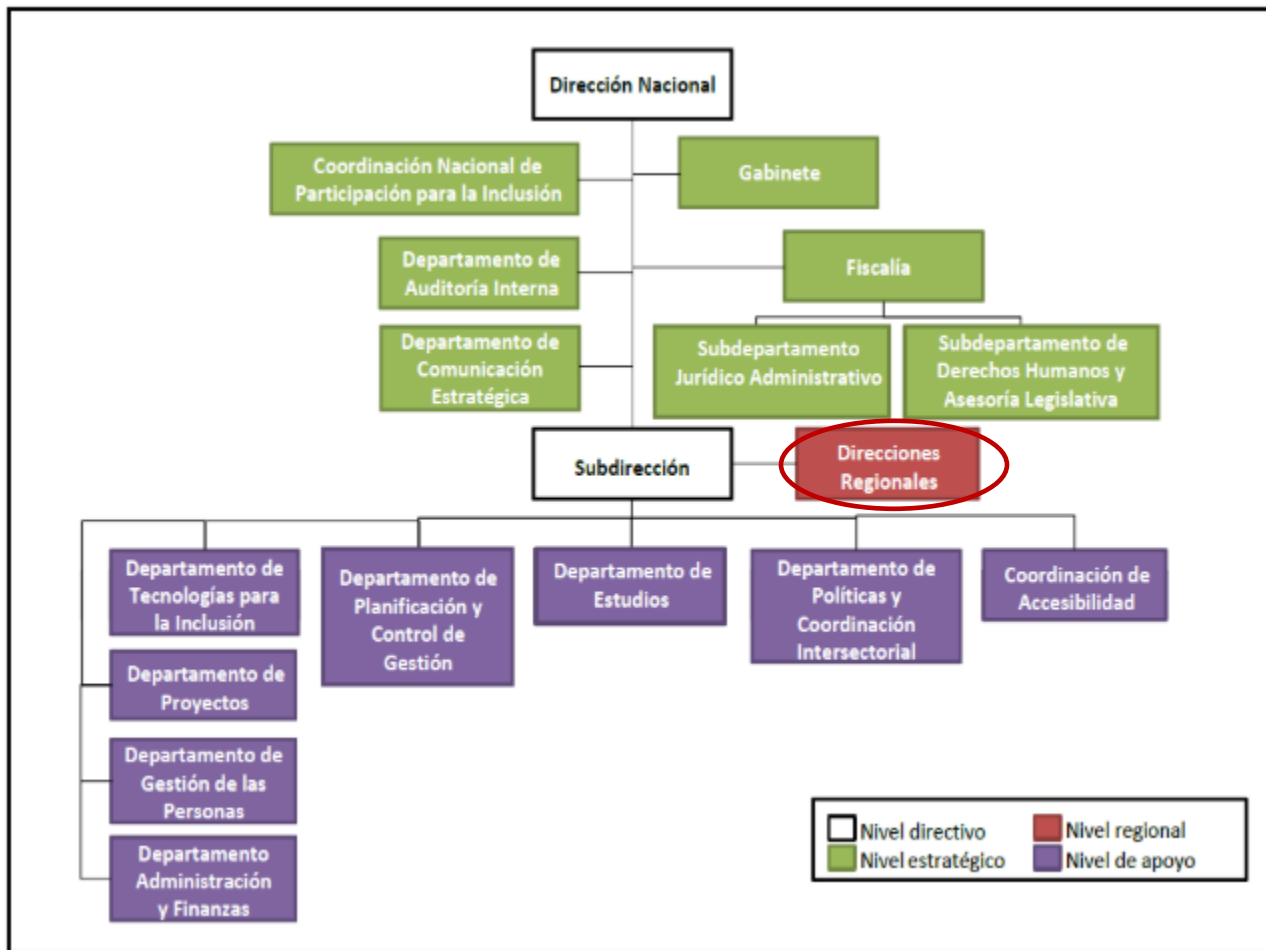 Dirección Nacional
Coordinación Nacional de
Participación para la Inclusión
Gabinete
Departamento de
Auditoría Interna
Fiscalía
Departamento de
Comunicación
Estratégica
Subdepartamento
Jurídico Administrativo
Subdepartamento de
Derechos Humanos y
Asesoría Legislativa
Subdirección
Direcciones
Regionales
Departamento de
Tecnologías para
la Inclusión
Departamento de
Planificación y
Control de
Gestión
Departamento de
Estudios
Departamento de
Políticas y
Coordinación
Intersectorial
Coordinación de
Accesibilidad
Departamento de
Proyectos
Departamento de
Gestión de las
Personas
Departamento
Administración
y Finanzas
Nivel directivo
Nivel regional
Nivel estratégico
Nivel de apoyo